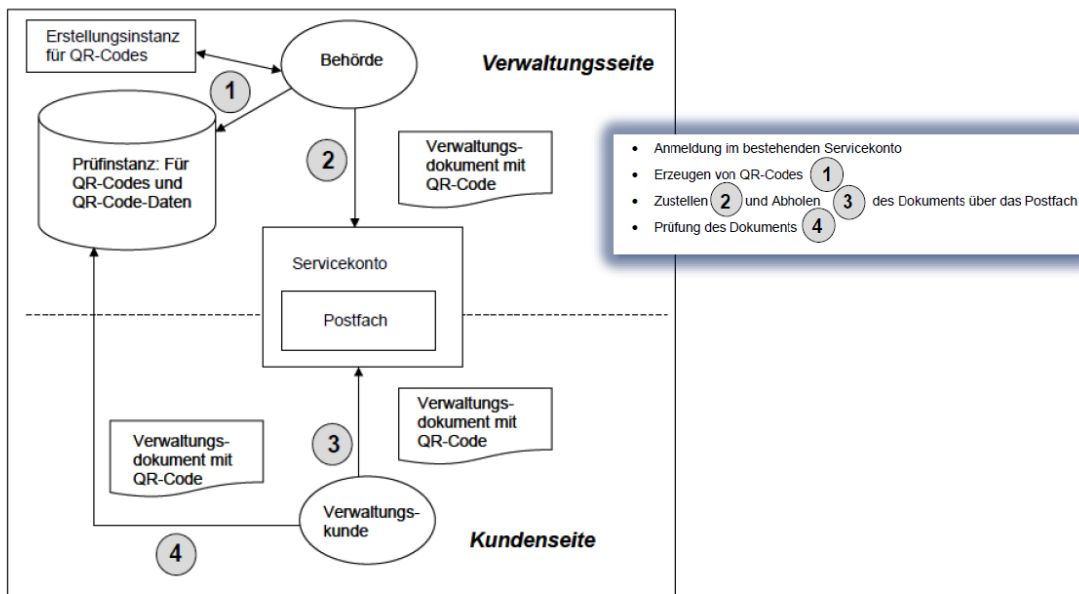 Erstellungsinstanz
für QR-Codes
Behörde
Verwaltungsseite
1
Prüfinstanz: Für
QR-Codes und
QR-Code-Daten
2
Verwaltungs-
dokument mit
QR-Code
Servicekonto
Postfach
Verwaltungs-
dokument mit
QR-Code
3
Verwaltungs-
dokument mit
QR-Code
Verwaltungs-
kunde
4
Kundenseite
• Anmeldung im bestehenden Servicekonto
• Erzeugen von QR-Codes 1
• Zustellen 2 und Abholen 3 des Dokuments über das Postfach
• Prüfung des Dokuments 4